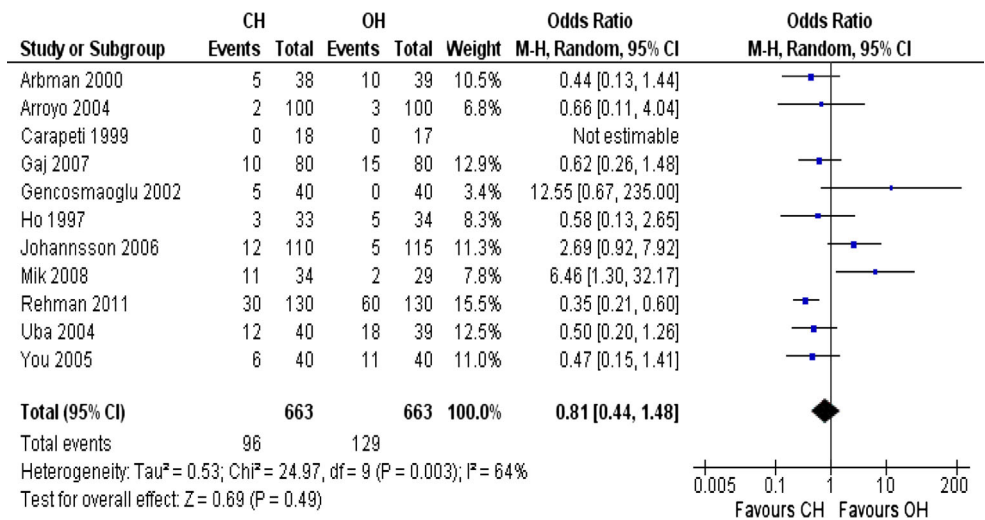 CH OH Odds Ratio Odds Ratio
Study or Subgroup Events Total Events Total Weight M-H, Random, 95% CI M-H, Random, 95% CI
Arbman 2000 5 38 10 39 10.5% 0.44 [0.13, 1.44]
Arroyo 2004 2 100 3 100 6.8% 0.66 [0.11, 4.04]
Carapeti 1999 0 18 0 17 Not estimable
Gaj 2007 10 80 15 80 12.9% 0.62 [0.26, 1.48]
Gencosmaoglu 2002 5 40 0 40 3.4% 12.55 [0.67, 235.00]
Ho 1997 3 33 5 34 8.3% 0.58 [0.13, 2.65]
Johannsson 2006 12 110 5 115 11.3% 2.69 [0.92, 7.92]
Mik 2008 11 34 2 29 7.8% 6.46 [1.30, 32.17]
Rehman 2011 30 130 60 130 15.5% 0.35 [0.21, 0.60]
Uba 2004 12 40 18 39 12.5% 0.50 [0.20, 1.26]
You 2005 6 40 11 40 11.0% 0.47 [0.15, 1.41]
Total (95% CI) 663 663 100.0% 0.81 [0.44, 1.48]
Total events 96 129
Heterogeneity: Tau² = 0.53; Chi² = 24.97, df = 9 (P = 0.003); I² = 64%
Test for overall effect: Z = 0.69 (P = 0.49)
0.005 0.1 1 10 200
Favours CH Favours OH